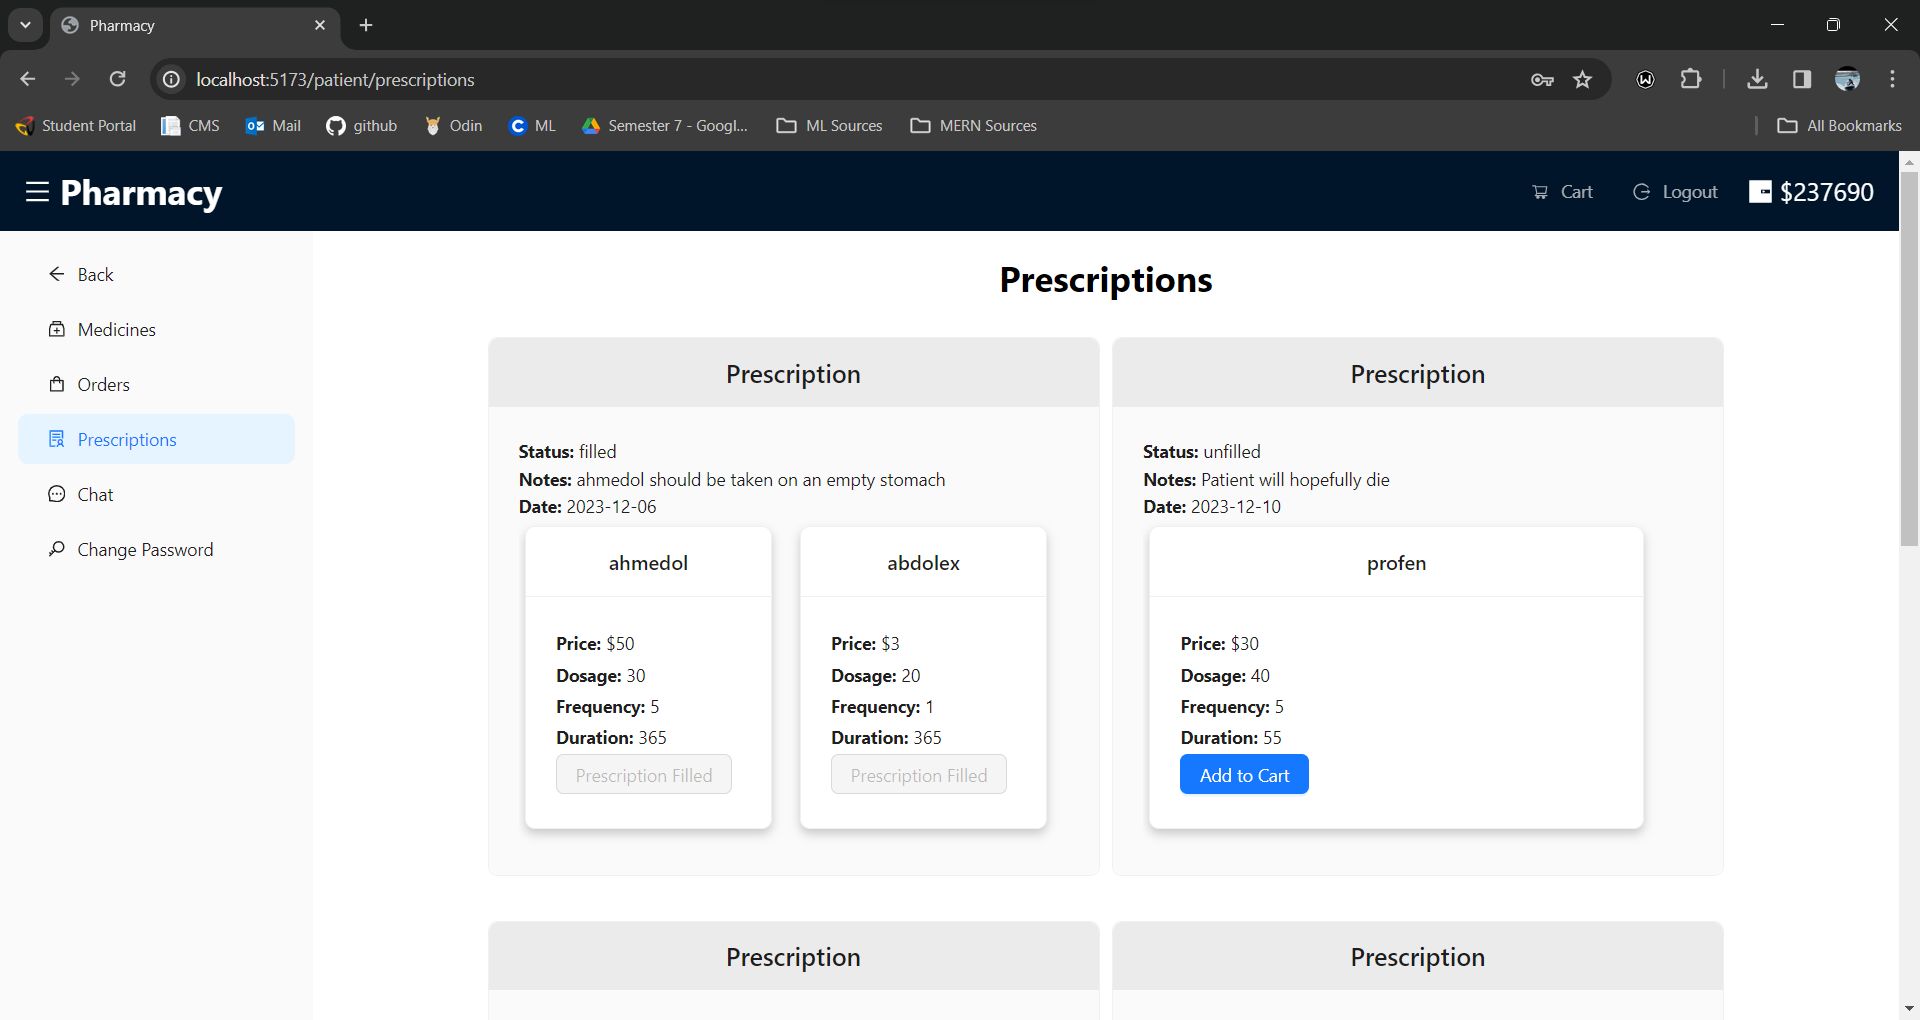 Pharmacy
localhost:5173/patient/prescriptions
Student Portal CMS Mail github Odin ML Semester 7 - Googl... ML Sources MERN Sources All Bookmarks
Pharmacy Cart Logout $237690
Back
Medicines
Orders
Prescriptions
Chat
Change Password
Prescriptions
Prescription
Status: filled
Notes: ahmedol should be taken on an empty stomach
Date: 2023-12-06
ahmedol
Price: $50
Dosage: 30
Frequency: 5
Duration: 365
Prescription Filled
abdolex
Price: $3
Dosage: 20
Frequency: 1
Duration: 365
Prescription Filled
Prescription
Status: unfilled
Notes: Patient will hopefully die
Date: 2023-12-10
profen
Price: $30
Dosage: 40
Frequency: 5
Duration: 55
Add to Cart
Prescription
Prescription